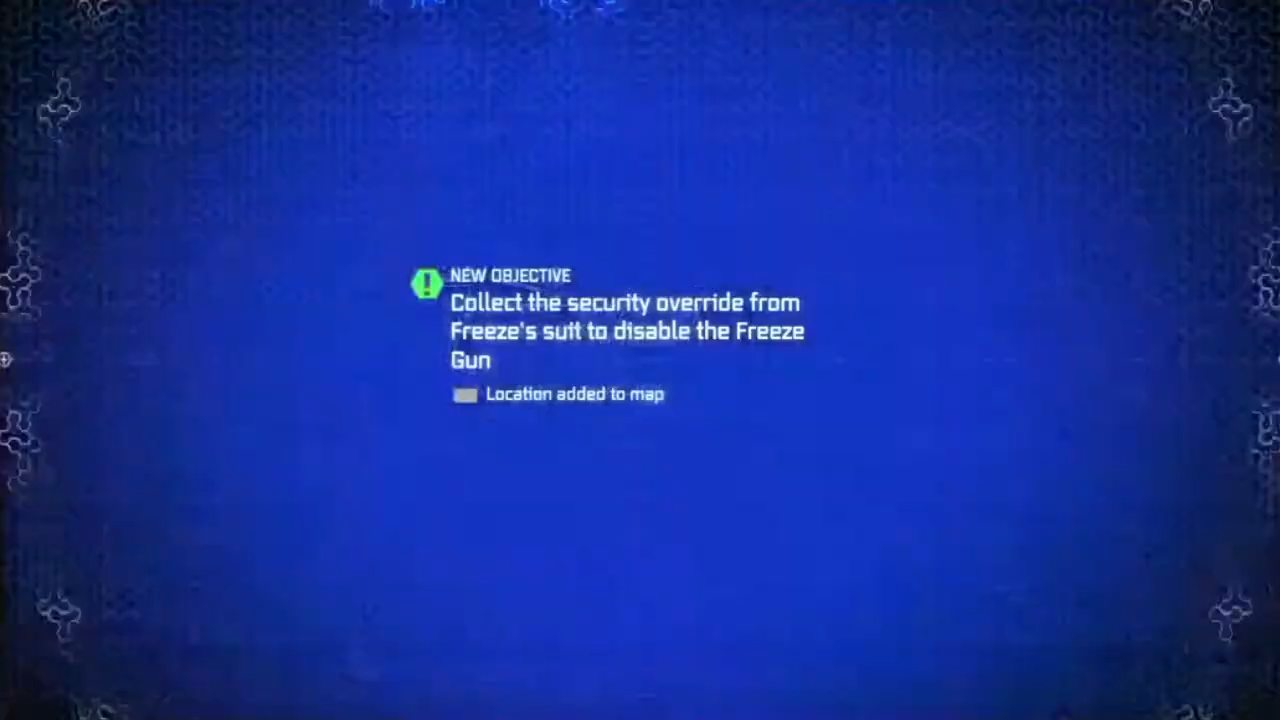 NEW OBJECTIVE
Collect the security override from
Freeze's suit to disable the Freeze
Gun
Location added to map